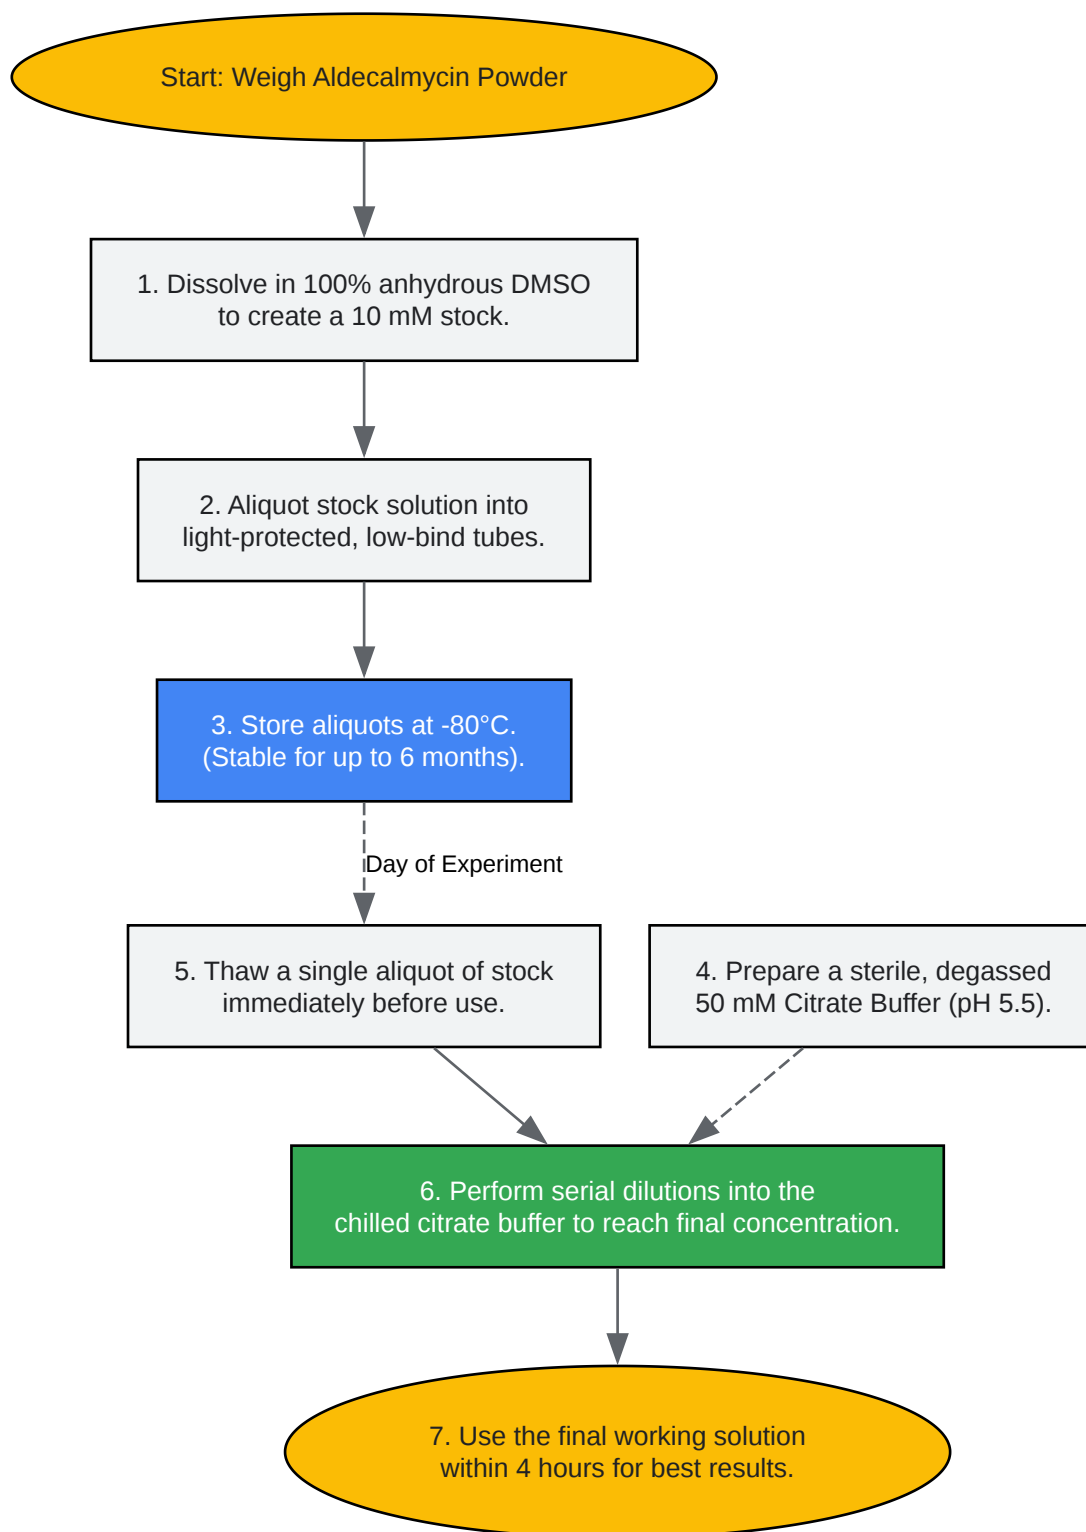 Start: Weigh Aldecalmycin Powder
1. Dissolve in 100% anhydrous DMSO
to create a 10 mM stock.
2. Aliquot stock solution into
light-protected, low-bind tubes.
3. Store aliquots at -80°C.
(Stable for up to 6 months).
Day of Experiment
5. Thaw a single aliquot of stock
immediately before use.
4. Prepare a sterile, degassed
50 mM Citrate Buffer (pH 5.5).
6. Perform serial dilutions into the
chilled citrate buffer to reach final concentration.
7. Use the final working solution
within 4 hours for best results.